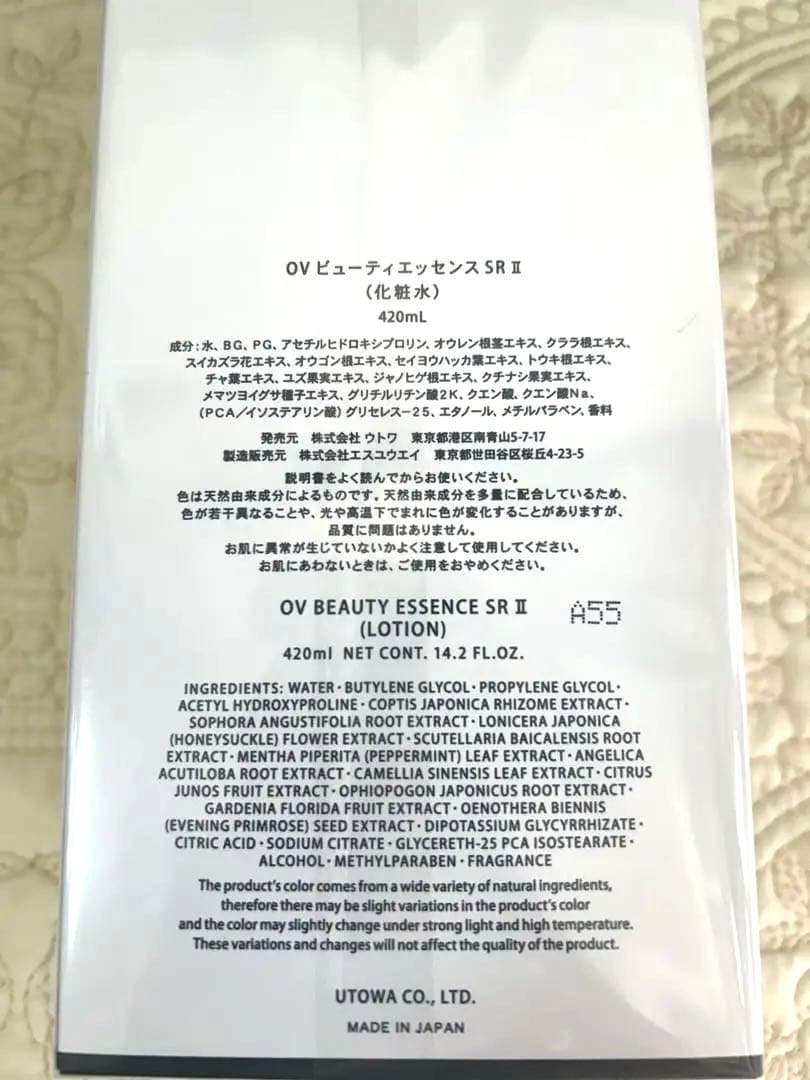 OV ビューティエッセンス SR Ⅱ
(化粧水)
420mL
成分:水、BG、PG、アセチルヒドロキシプロリン、オウレン根茎エキス、クララ根エキス、
スイカズラ花エキス、オウゴン根エキス、セイヨウハッカ葉エキス、トウキ根エキス、
チャ葉エキス、ユズ果実エキス、ジャノヒゲ根エキス、クチナシ果実エキス、
メマツヨイグサ種子エキス、グリチルリチン酸2K、クエン酸、クエン酸Na、
(PCA/イソステアリン酸)グリセレス-25、エタノール、メチルパラベン、香料
発売元 株式会社 ウトワ 東京都港区南青山5-7-17
製造販売元 株式会社エスユウエイ 東京都世田谷区桜丘4-23-5
説明書をよく読んでからお使いください。
色は天然由来成分によるものです。天然由来成分を多量に配合しているため、
色が若干異なることや、光や高温下でまれに色が変化することがありますが、
品質に問題はありません。
お肌に異常が生じていないかよく注意して使用してください。
お肌にあわないときは、ご使用をおやめください。
OV BEAUTY ESSENCE SR Ⅱ
A55
(LOTION)
420ml NET CONT. 14.2 FL.OZ.
INGREDIENTS: WATER・BUTYLENE GLYCOL・PROPYLENE GLYCOL・
ACETYL HYDROXYPROLINE・COPTIS JAPONICA RHIZOME EXTRACT・
SOPHORA ANGUSTIFOLIA ROOT EXTRACT・LONICERA JAPONICA
(HONEYSUCKLE) FLOWER EXTRACT・SCUTELLARIA BAICALENSIS ROOT
EXTRACT・MENTHA PIPERITA (PEPPERMINT) LEAF EXTRACT・ANGELICA
ACUTILOBA ROOT EXTRACT・CAMELLIA SINENSIS LEAF EXTRACT・CITRUS
JUNOS FRUIT EXTRACT・OPHIOPOGON JAPONICUS ROOT EXTRACT・
GARDENIA FLORIDA FRUIT EXTRACT・OENOTHERA BIENNIS
(EVENING PRIMROSE) SEED EXTRACT・DIPOTASSIUM GLYCYRRHIZATE・
CITRIC ACID・SODIUM CITRATE・GLYCERETH-25 PCA ISOSTEARATE・
ALCOHOL・METHYLPARABEN・FRAGRANCE
The product's color comes from a wide variety of natural ingredients,
therefore there may be slight variations in the product's color
and the color may slightly change under strong light and high temperature.
These variations and changes will not affect the quality of the product.
UTOWA CO., LTD.
MADE IN JAPAN